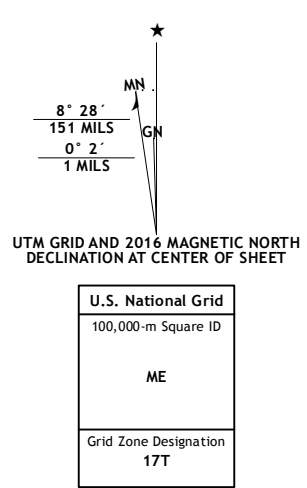 ★
MN
8° 28´
151 MILS
GN
0° 2´
1 MILS
UTM GRID AND 2016 MAGNETIC NORTH
DECLINATION AT CENTER OF SHEET
U.S. National Grid
100,000-m Square ID
ME
Grid Zone Designation
17T